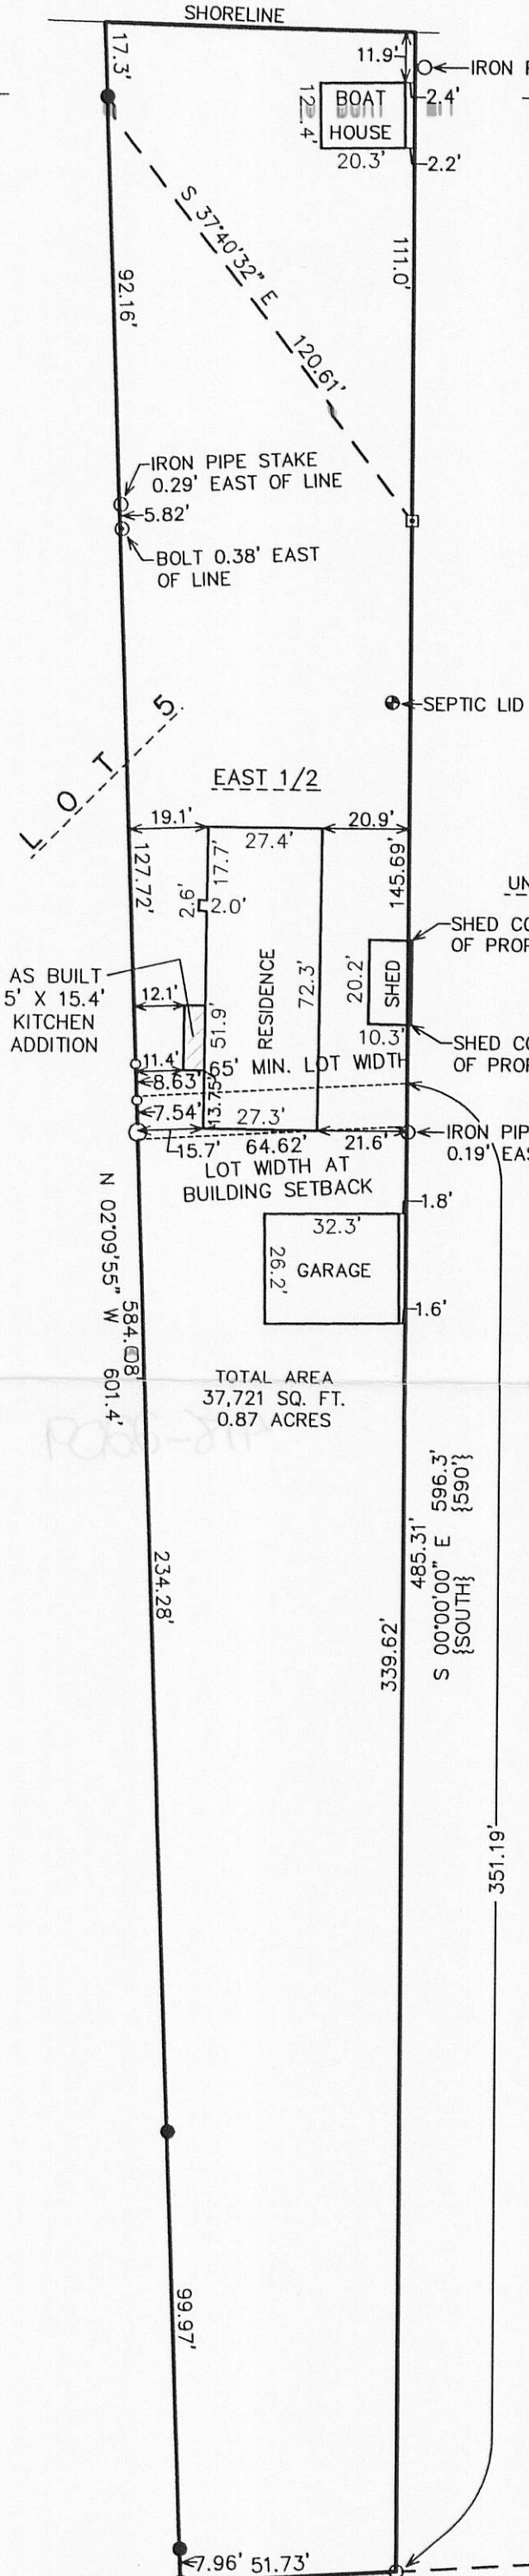 SHORELINE
17.3'
11.9'
IRON
BOAT
HOUSE
2.4'
20.3'
2.2'
S 37°40'32" E 120.61'
92.16'
111.0'
IRON PIPE STAKE
0.29' EAST OF LINE
5.82'
BOLT 0.38' EAST
OF LINE
SEPTIC LID
LOT 5
EAST 1/2
19.1'
27.4'
20.9'
127.72'
17.7'
145.69'
2.6'
2.0'
UN
SHED CO
OF PROP
AS BUILT
5' X 15.4'
KITCHEN
ADDITION
12.1'
51.9'
RESIDENCE
72.3'
20.2'
SHED
10.3'
SHED CO
OF PROP
11.4'
65' MIN. LOT WIDTH
8.63'
13.75'
7.54'
27.3'
15.7'
64.62'
21.6'
IRON PIP
0.19' EAS
LOT WIDTH AT
BUILDING SETBACK
1.8'
32.3'
26.2'
GARAGE
1.6'
N 02°09'55" W 601.4'
584.08'
TOTAL AREA
37,721 SQ. FT.
0.87 ACRES
485.31'
S 00°00'00" E 596.3'
{SOUTH} {590'}
234.28'
339.62'
351.19'
99.97'
7.96' 51.73'